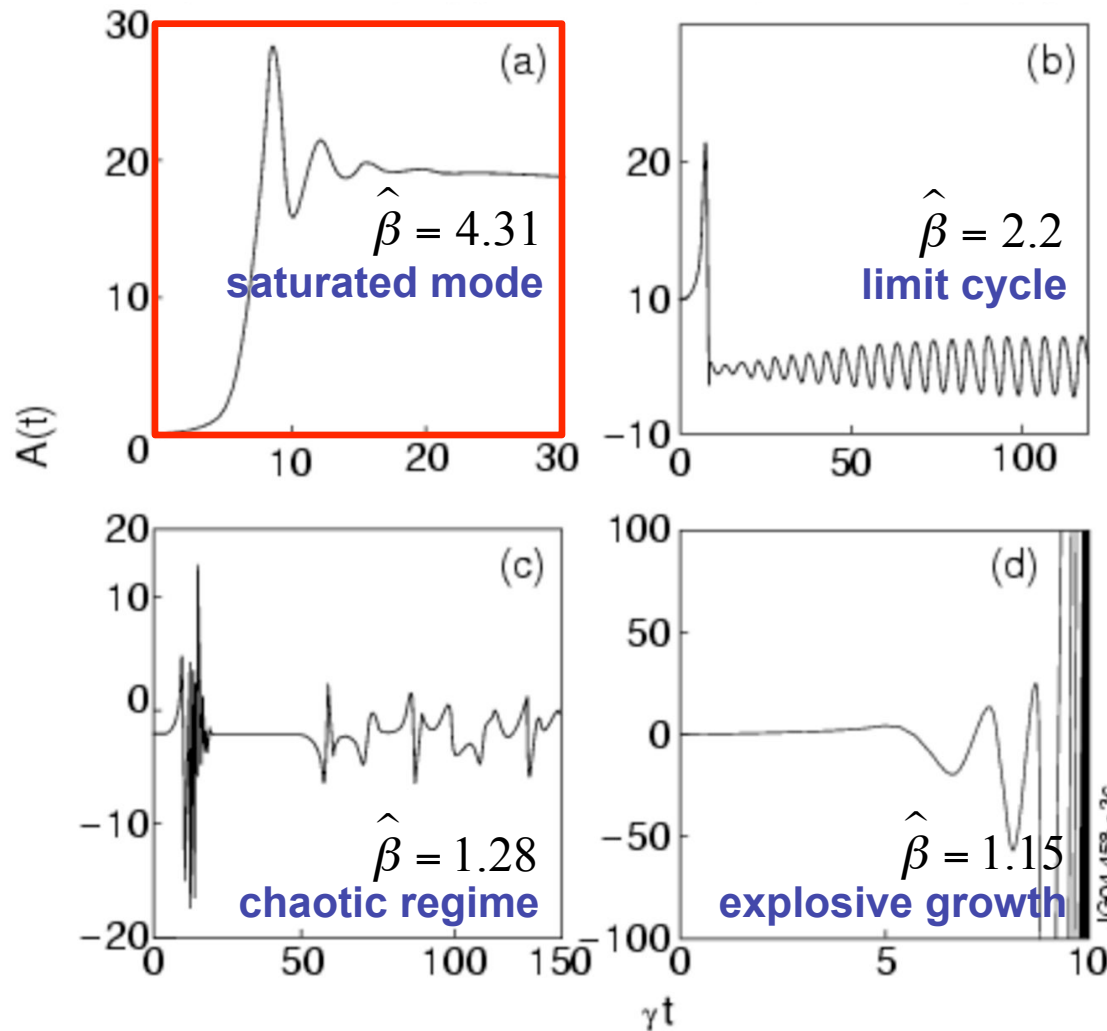 A(t)
30
20
10
0
10
20
30
(a)
β̂ = 4.31
saturated mode
20
10
−10
0
50
100
(b)
β̂ = 2.2
limit cycle
20
10
0
−10
−20
0
50
100
150
(c)
β̂ = 1.28
chaotic regime
100
50
0
−50
−100
0
5
10
(d)
β̂ = 1.15
explosive growth
γt